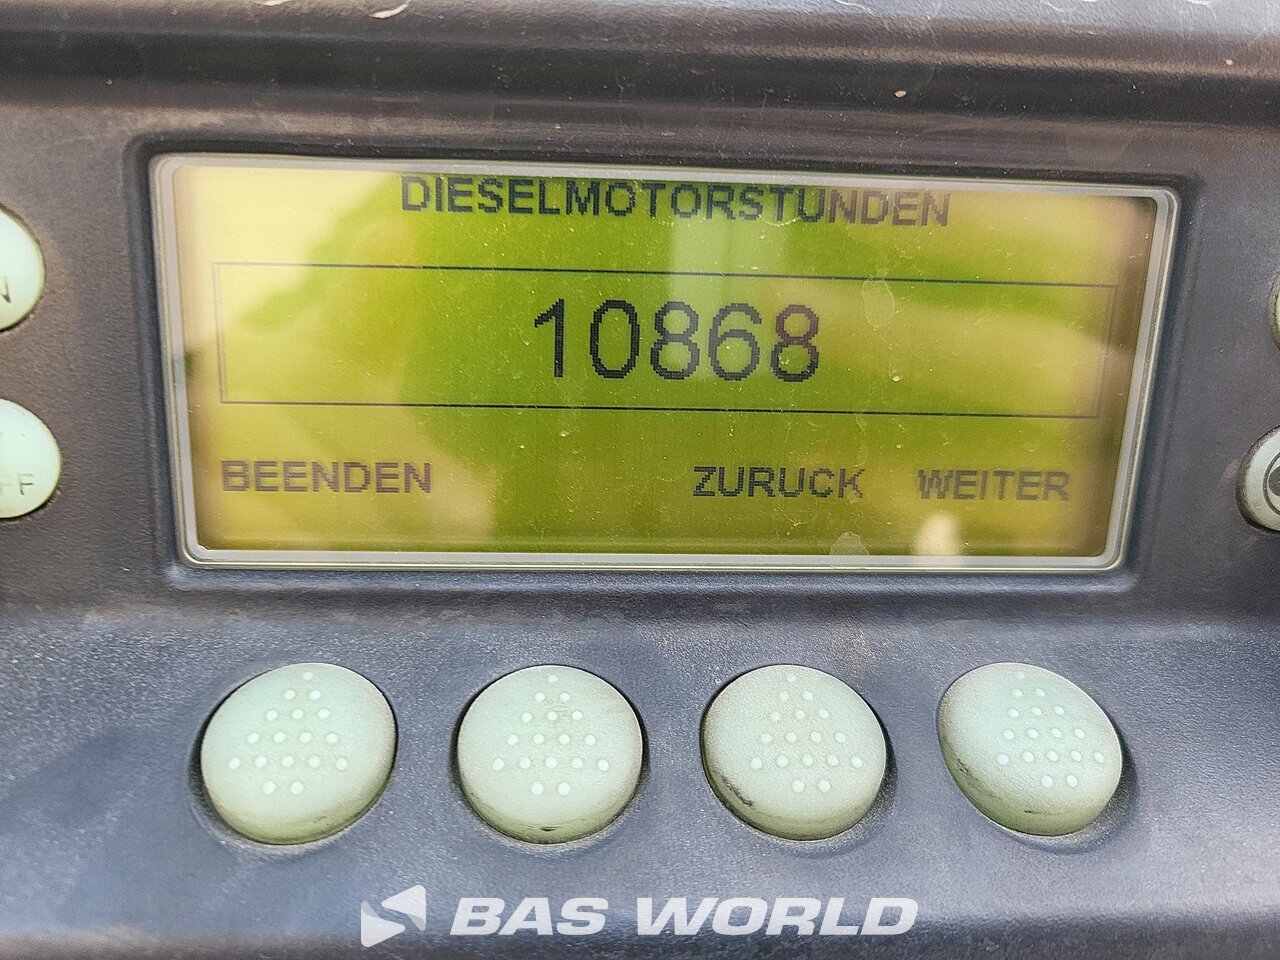 DIESELMOTORSTUNDEN
10868
BEENDEN ZURUCK WEITER
BAS WORLD